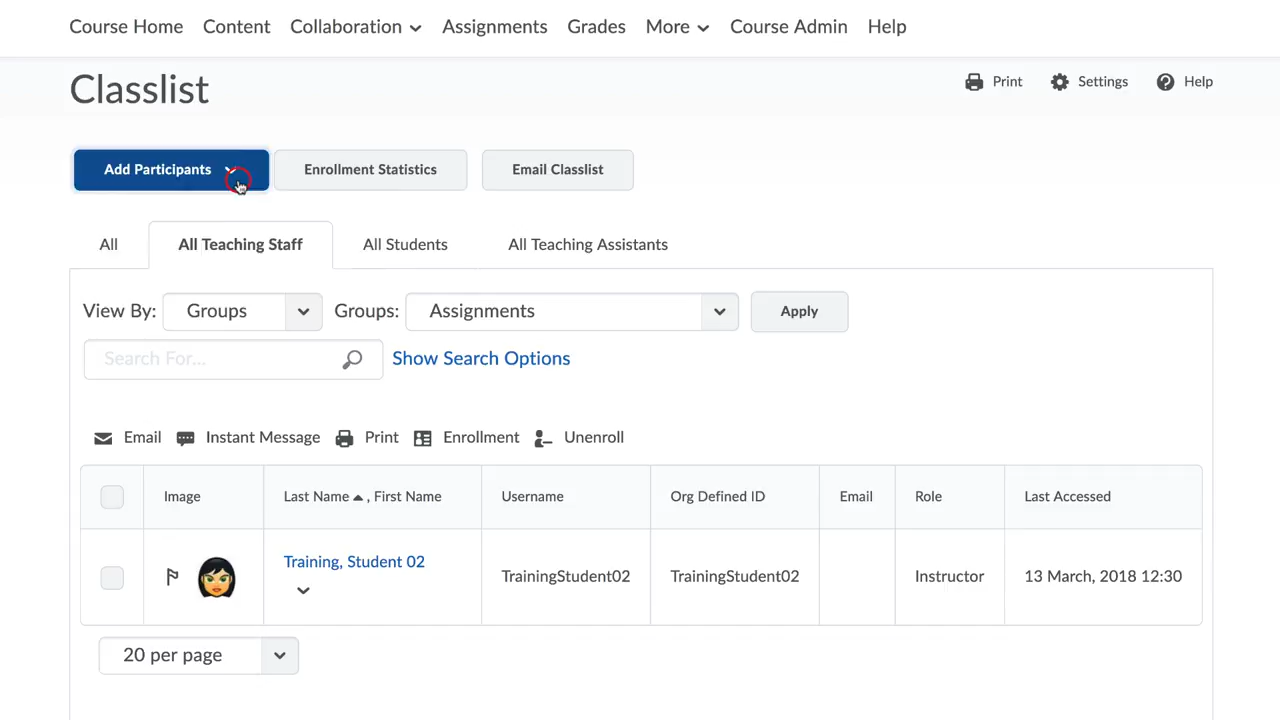 Course Home Content Collaboration Assignments Grades More Course Admin Help
Classlist
Print Settings Help
Add Participants Enrollment Statistics Email Classlist
All All Teaching Staff All Students All Teaching Assistants
View By: Groups Groups: Assignments Apply
Search For... Show Search Options
Email Instant Message Print Enrollment Unenroll
Image Last Name , First Name Username Org Defined ID Email Role Last Accessed
Training, Student 02 TrainingStudent02 TrainingStudent02 Instructor 13 March, 2018 12:30
20 per page